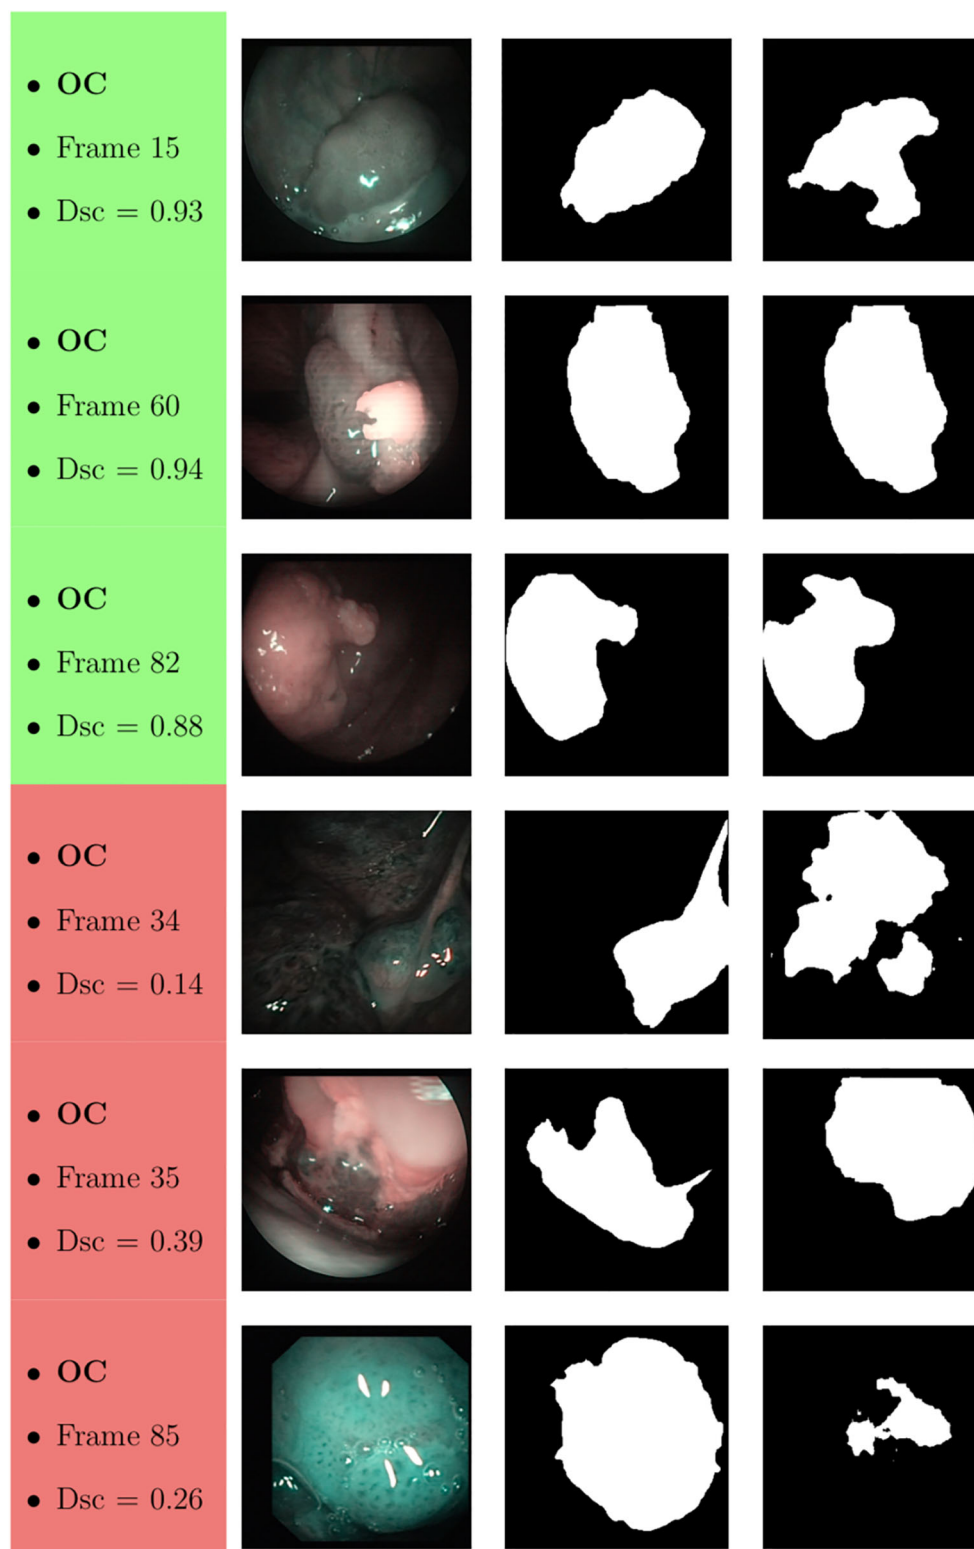 • OC
• Frame 15
• Dsc = 0.93
• OC
• Frame 60
• Dsc = 0.94
• OC
• Frame 82
• Dsc = 0.88
• OC
• Frame 34
• Dsc = 0.14
• OC
• Frame 35
• Dsc = 0.39
• OC
• Frame 85
• Dsc = 0.26